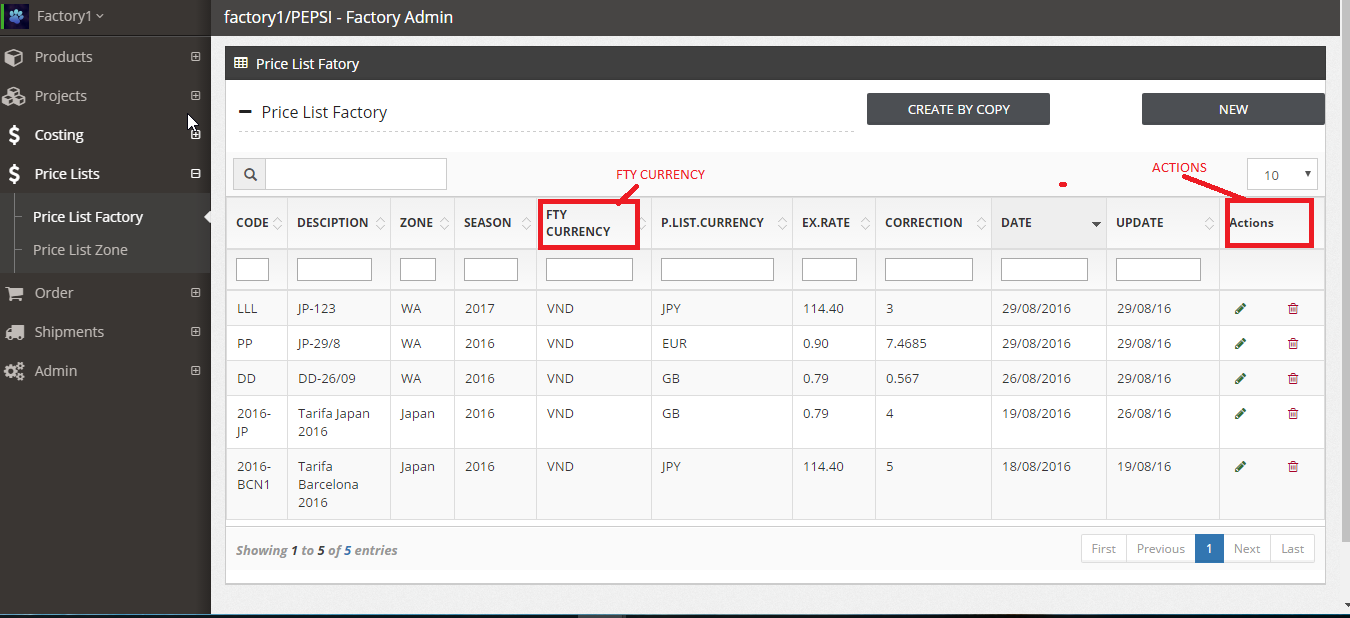 Factory1
factory1/PEPSI - Factory Admin
Products
Projects
Costing
Price Lists
Price List Factory
Price List Zone
Order
Shipments
Admin
Price List Fatory
Price List Factory
CREATE BY COPY
NEW
FTY CURRENCY
ACTIONS
10
CODE DESCIPTION ZONE SEASON FTY CURRENCY P.LIST.CURRENCY EX.RATE CORRECTION DATE UPDATE Actions
LLL JP-123 WA 2017 VND JPY 114.40 3 29/08/2016 29/08/16
PP JP-29/8 WA 2016 VND EUR 0.90 7.4685 29/08/2016 29/08/16
DD DD-26/09 WA 2016 VND GB 0.79 0.567 26/08/2016 29/08/16
2016-JP Tarifa Japan 2016 Japan 2016 VND GB 0.79 4 19/08/2016 26/08/16
2016-BCN1 Tarifa Barcelona 2016 Japan 2016 VND JPY 114.40 5 18/08/2016 19/08/16
Showing 1 to 5 of 5 entries
First Previous 1 Next Last